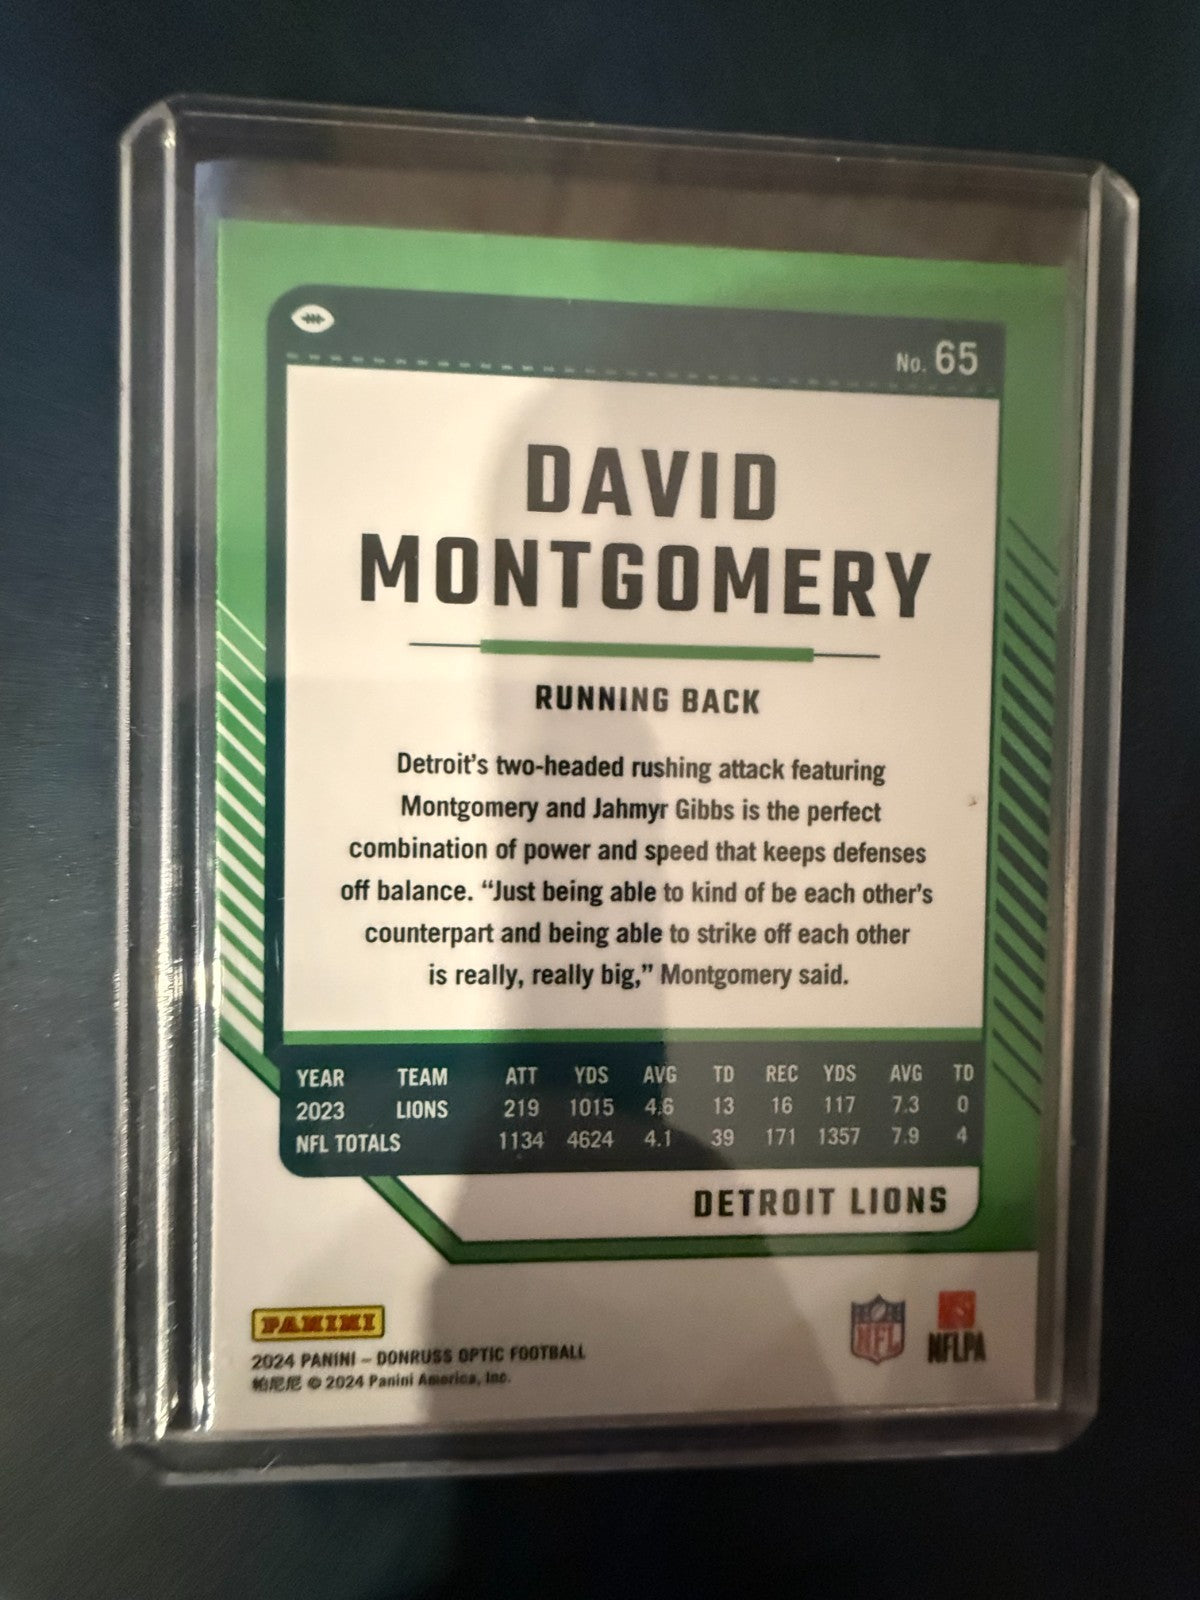 No. 65
DAVID
MONTGOMERY
RUNNING BACK
Detroit's two-headed rushing attack featuring
Montgomery and Jahmyr Gibbs is the perfect
combination of power and speed that keeps defenses
off balance. “Just being able to kind of be each other's
counterpart and being able to strike off each other
is really, really big,” Montgomery said.
YEAR TEAM ATT YDS AVG TD REC YDS AVG TD
2023 LIONS 219 1015 4.6 13 16 117 7.3 0
NFL TOTALS 1134 4624 4.1 39 171 1357 7.9 4
DETROIT LIONS
PANINI
2024 PANINI – DONRUSS OPTIC FOOTBALL
帕尼尼 © 2024 Panini America, Inc.
NFL
NFLPA